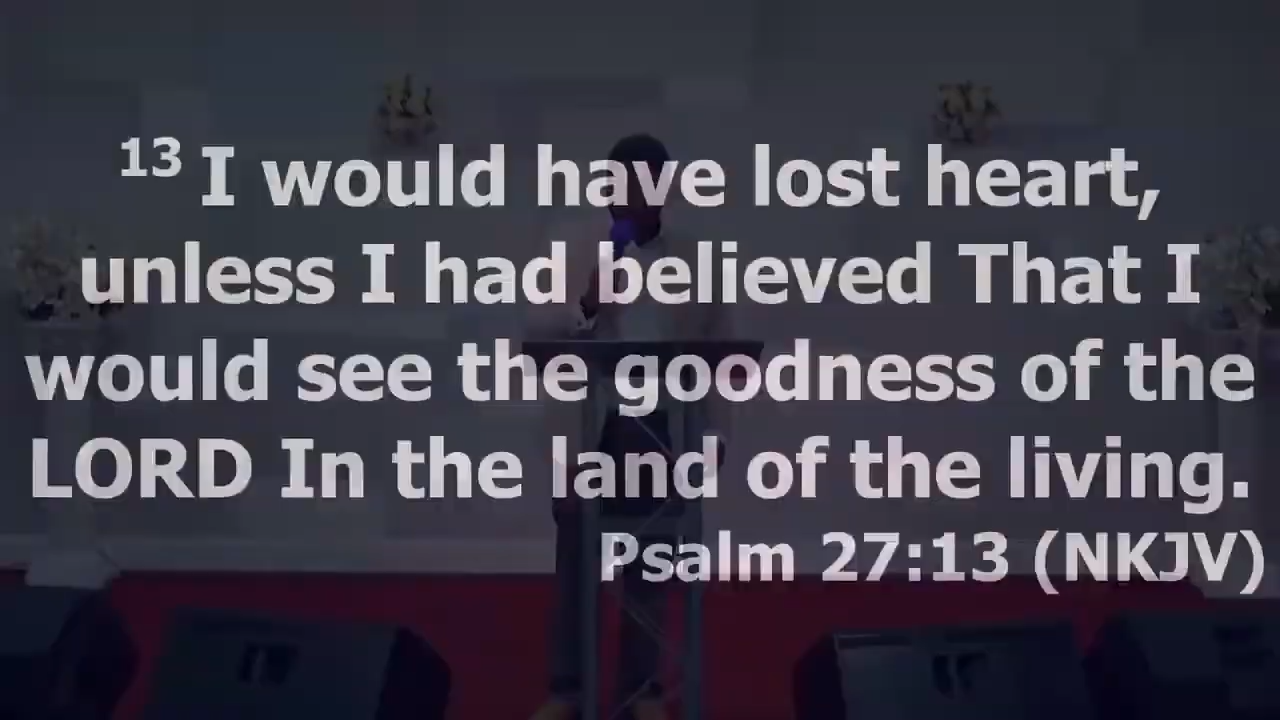 13 I would have lost heart,
unless I had believed That I
would see the goodness of the
LORD In the land of the living.
Psalm 27:13 (NKJV)